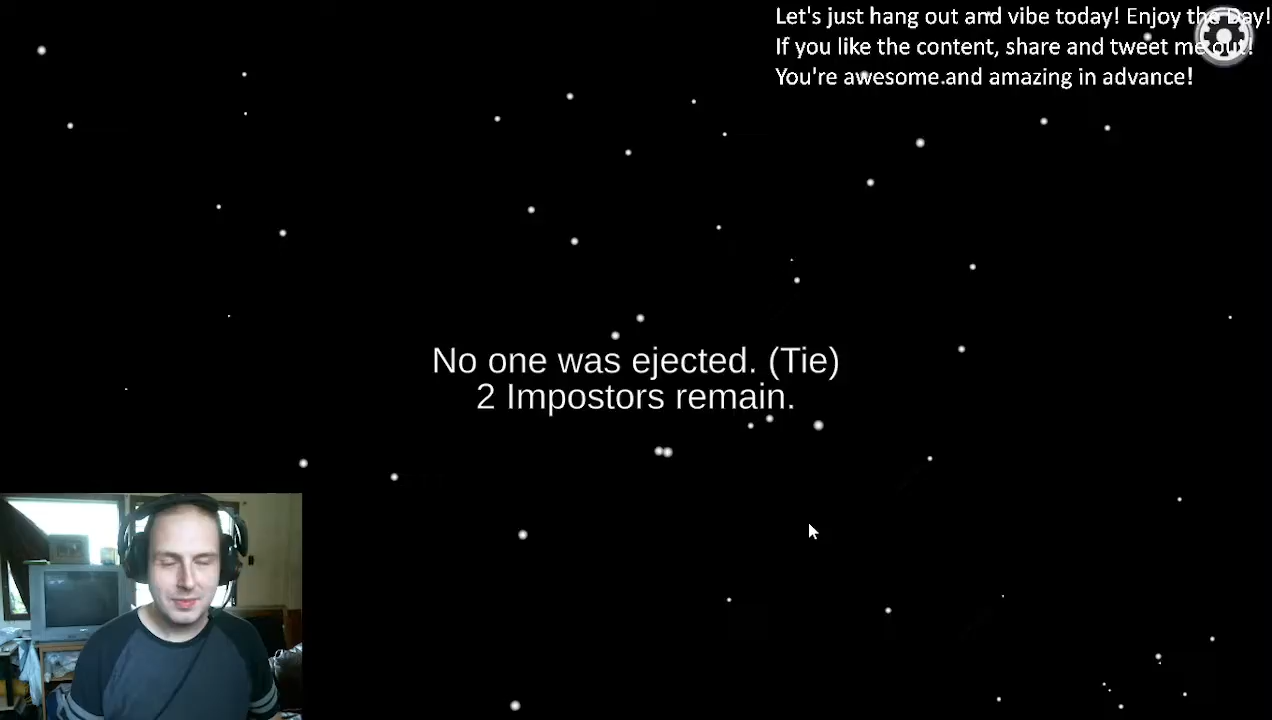 Let's just hang out and vibe today! Enjoy the Day!
If you like the content, share and tweet me out!
You're awesome and amazing in advance!
No one was ejected. (Tie)
2 Impostors remain.